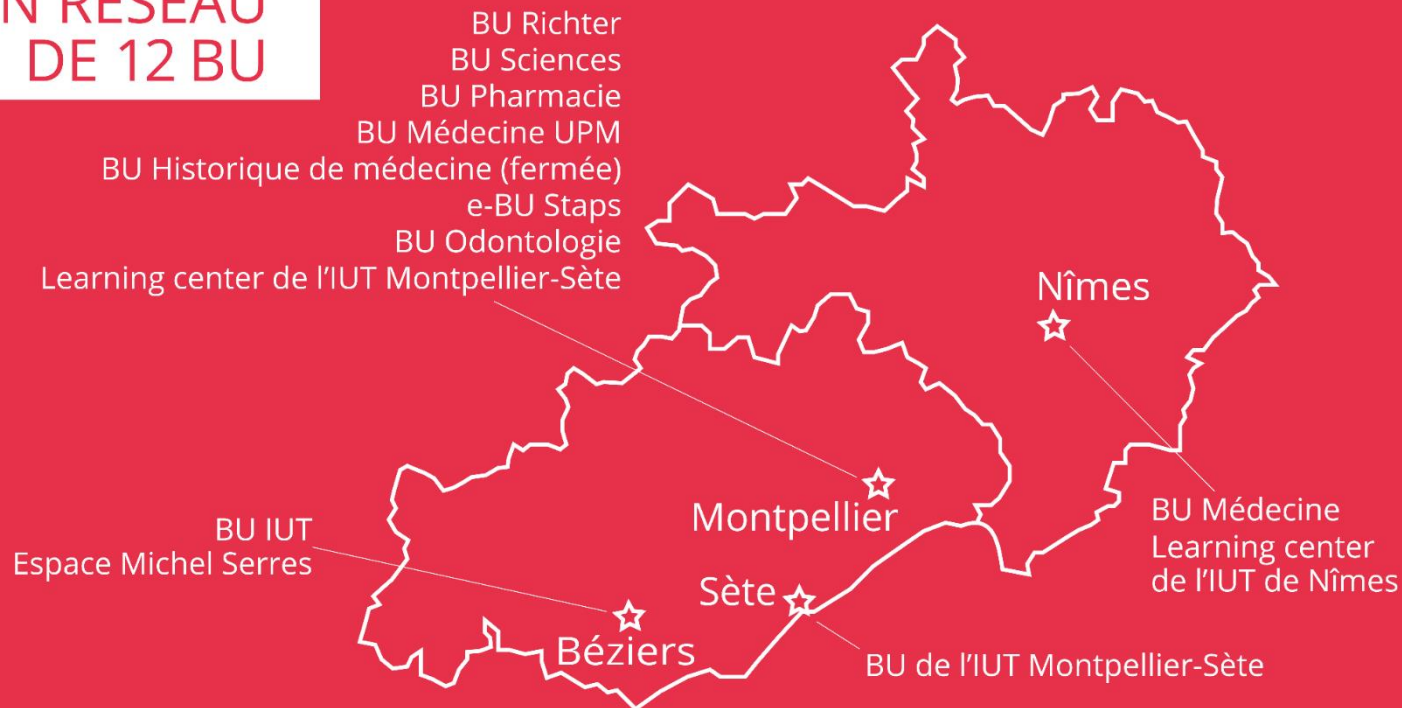 N RÉSEAU
DE 12 BU
BU Richter
BU Sciences
BU Pharmacie
BU Médecine UPM
BU Historique de médecine (fermée)
e-BU Staps
BU Odontologie
Learning center de l'IUT Montpellier-Sète
Nîmes
Montpellier
BU Médecine
Learning center
de l'IUT de Nîmes
BU IUT
Espace Michel Serres
Sète
Béziers
BU de l'IUT Montpellier-Sète